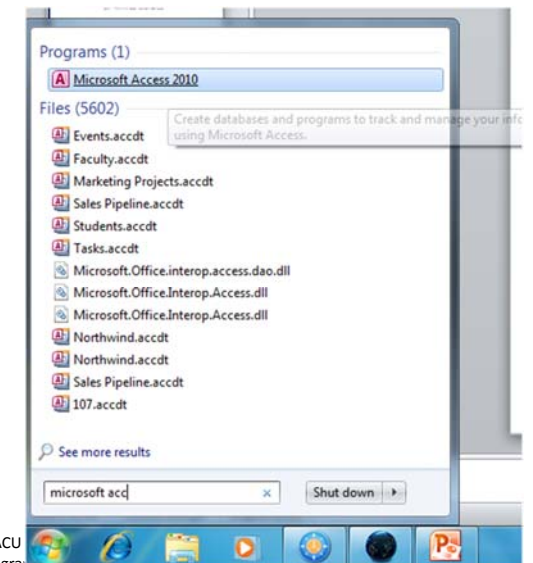 Programs (1)
Microsoft Access 2010
Files (5602)
Create databases and programs to track and manage your info
using Microsoft Access.
Events.accdt
Faculty.accdt
Marketing Projects.accdt
Sales Pipeline.accdt
Students.accdt
Tasks.accdt
Microsoft.Office.interop.access.dao.dll
Microsoft.Office.Interop.Access.dll
Microsoft.Office.Interop.Access.dll
Northwind.accdt
Northwind.accdt
Sales Pipeline.accdt
107.accdt
See more results
microsoft acc
Shut down
ACU